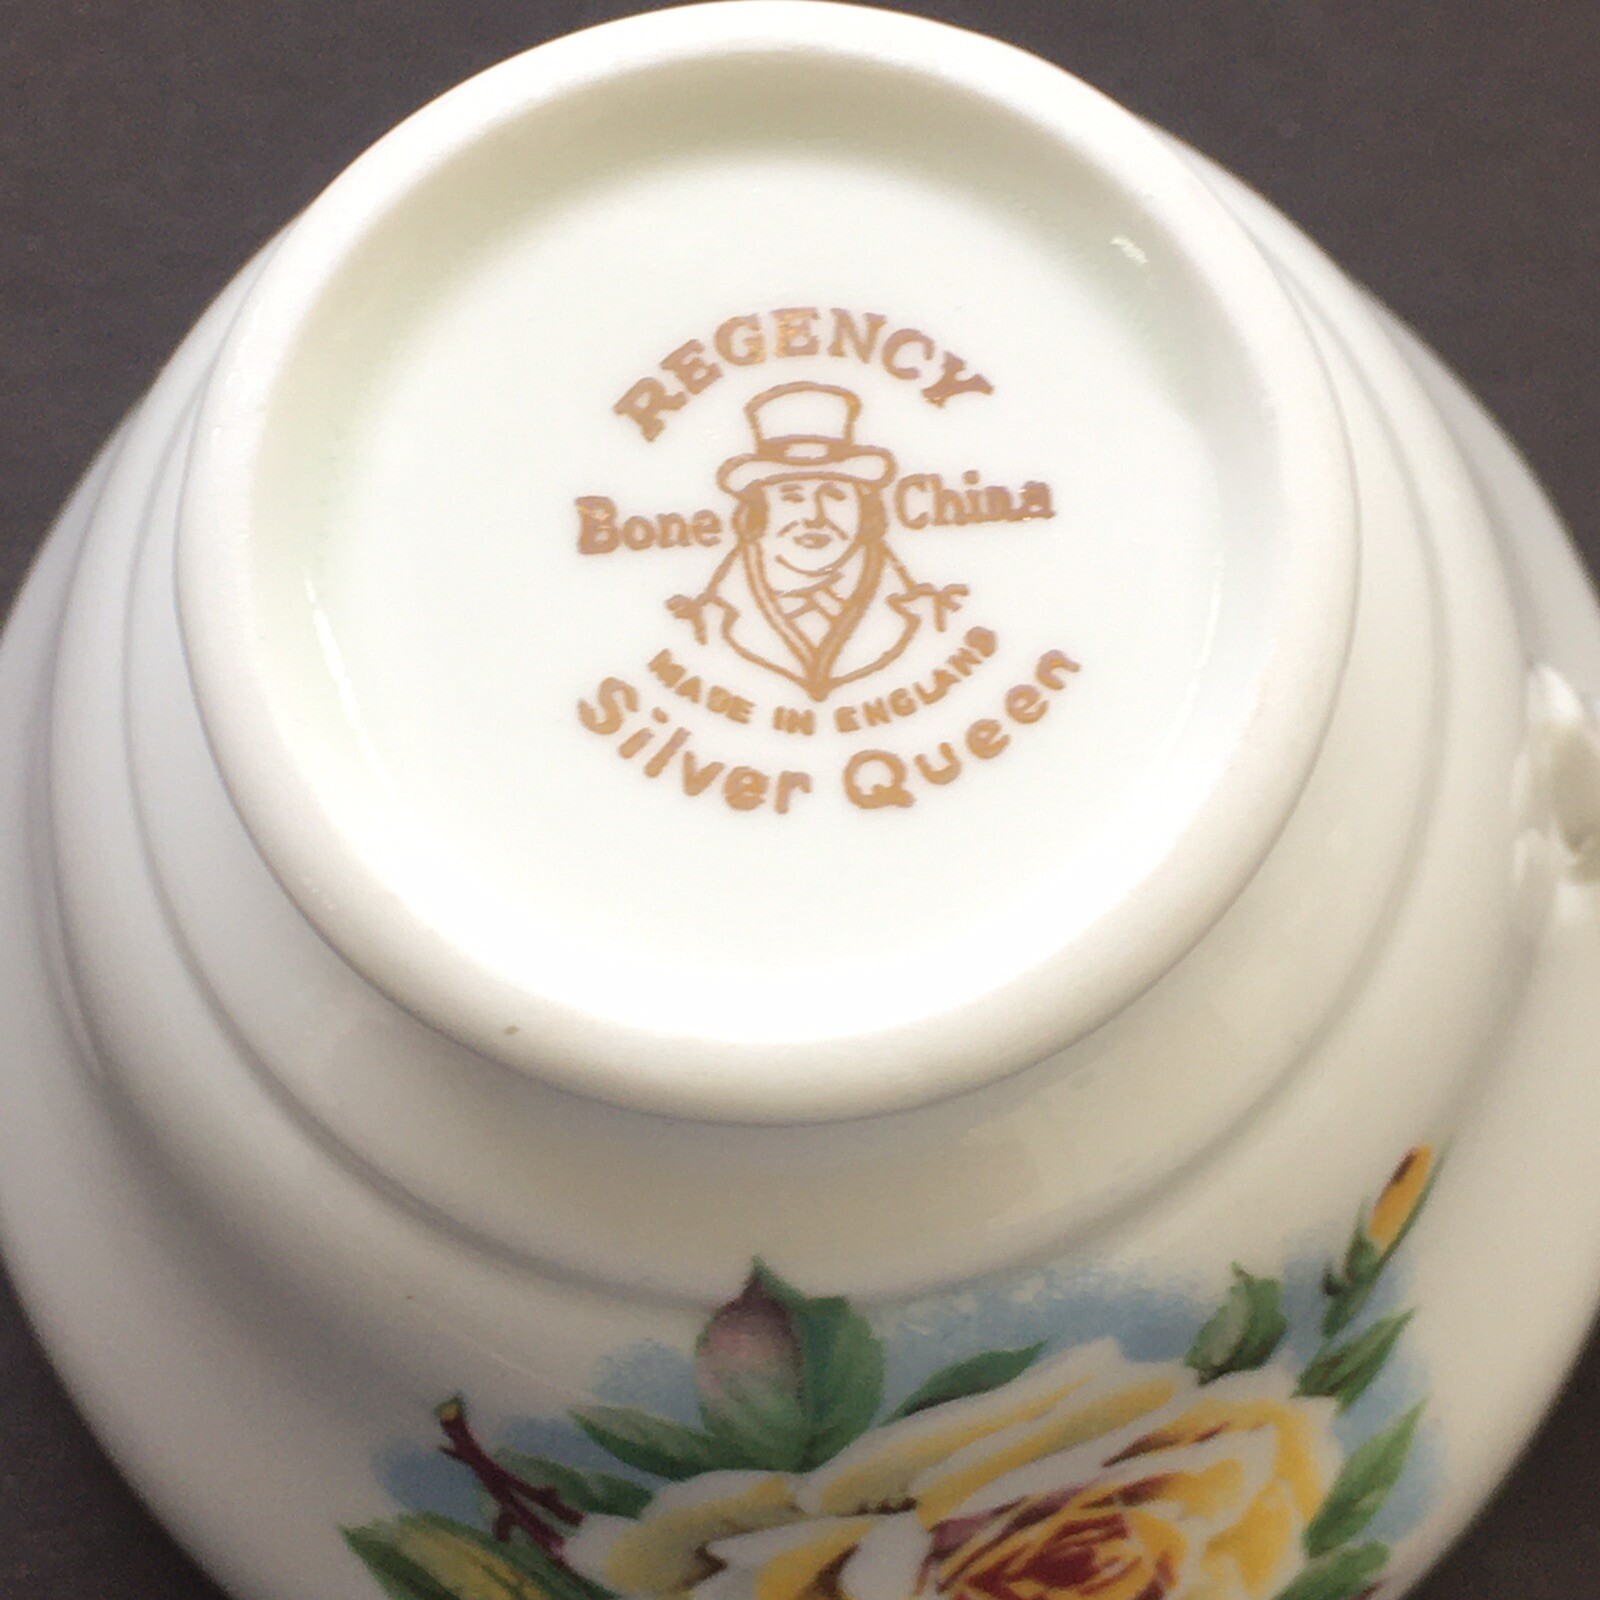 REGENCY
Bone China
MADE IN ENGLAND
Silver Queen